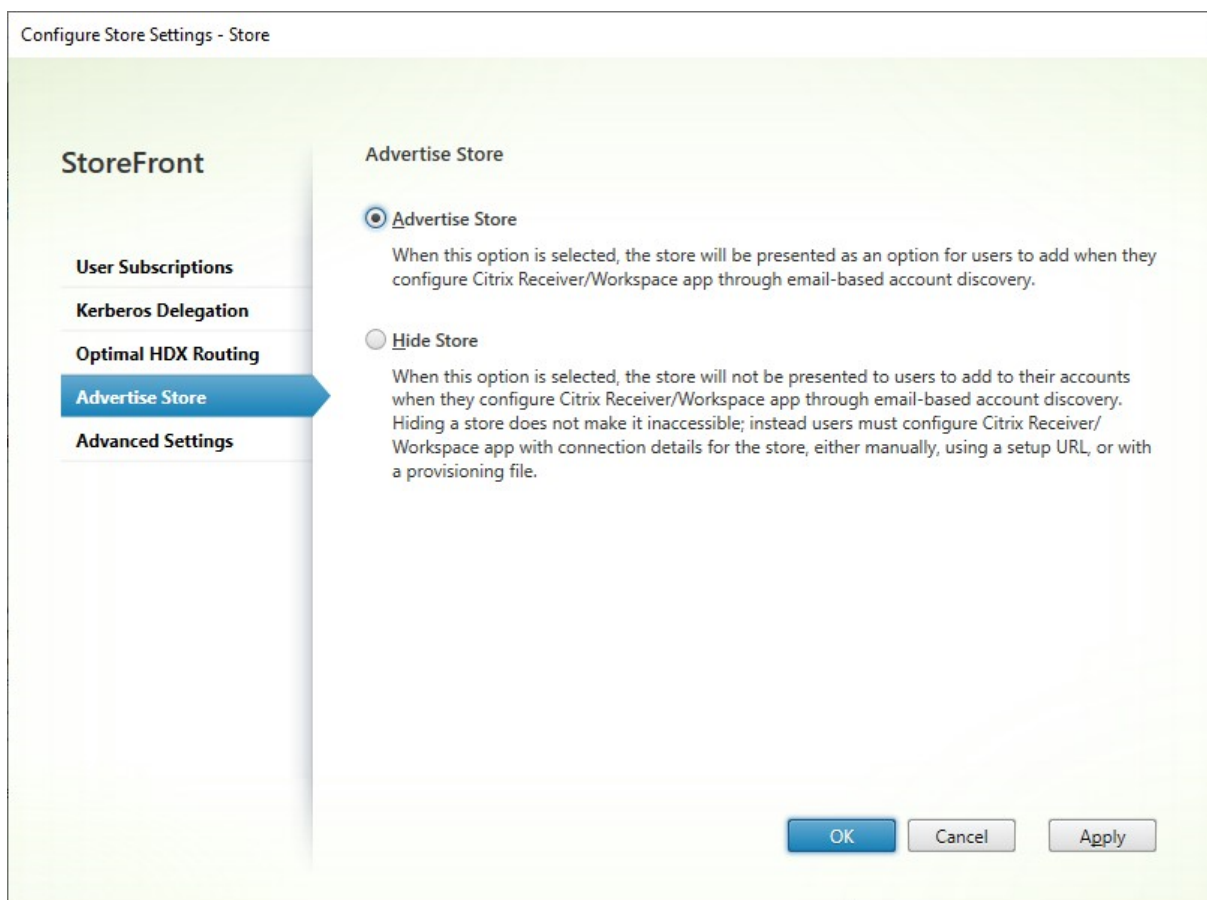 Configure Store Settings - Store
StoreFront
User Subscriptions
Kerberos Delegation
Optimal HDX Routing
Advertise Store
Advanced Settings
Advertise Store
Advertise Store
When this option is selected, the store will be presented as an option for users to add when they
configure Citrix Receiver/Workspace app through email-based account discovery.
Hide Store
When this option is selected, the store will not be presented to users to add to their accounts
when they configure Citrix Receiver/Workspace app through email-based account discovery.
Hiding a store does not make it inaccessible; instead users must configure Citrix Receiver/
Workspace app with connection details for the store, either manually, using a setup URL, or with
a provisioning file.
OK
Cancel
Apply